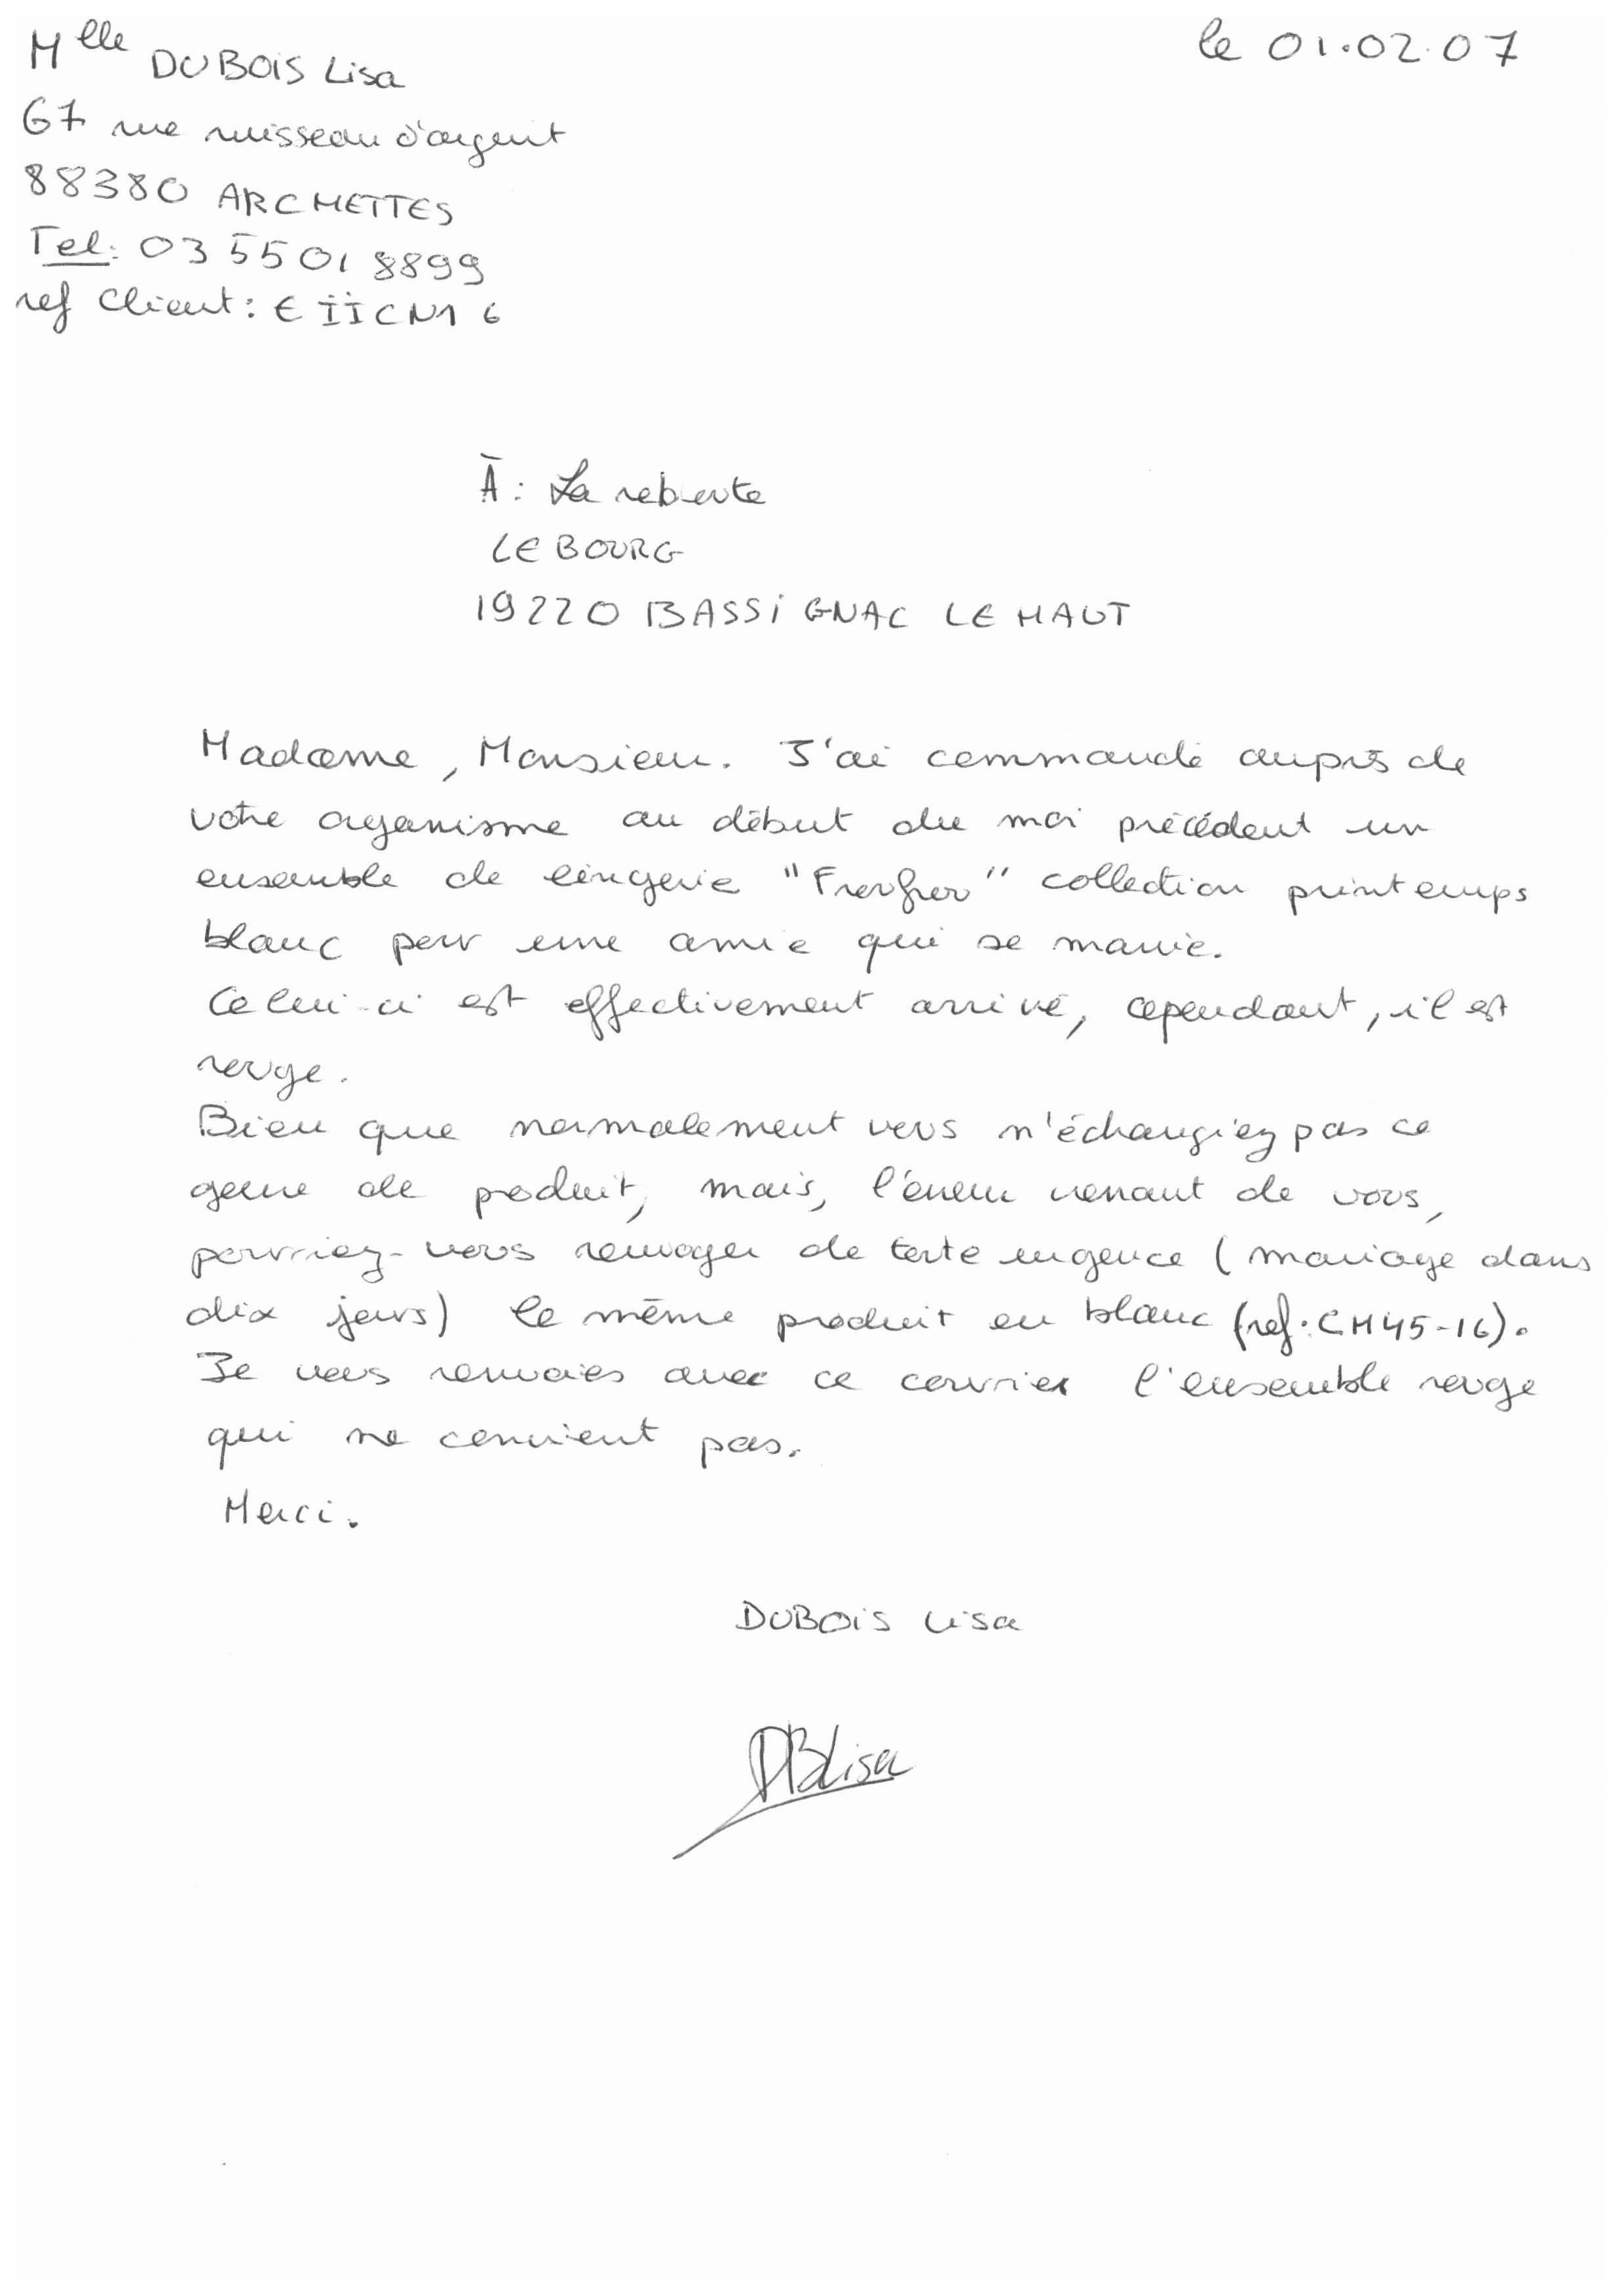 Mlle DUBOIS Lisa
le 01.02.07
67 rue ruisseau d'argent
88380 ARCHETTES
Tel: 03 55 01 8899
ref Client: EIICN16
À: La reboute
LE BOURG
19220 BASSIGNAC LE HAUT
Madame, Monsieur. J'ai commandé auprès de
votre organisme au début du moi précédent un
ensemble de lingerie "Froufrou" collection printemps
blanc pour une amie qui se marie.
Celui-ci est effectivement arrivé, cependant, il est
rouge.
Bien que normalement vous n'échangiez pas ce
genre de produit, mais, l'erreur venant de vous,
pourriez-vous renvoyer de toute urgence (mariage dans
dix jours) le même produit en blanc (ref: CH45-16).
Je vous renvoies avec ce courrier l'ensemble rouge
qui ne convient pas.
Merci.
DUBOIS Lisa
DBLisa